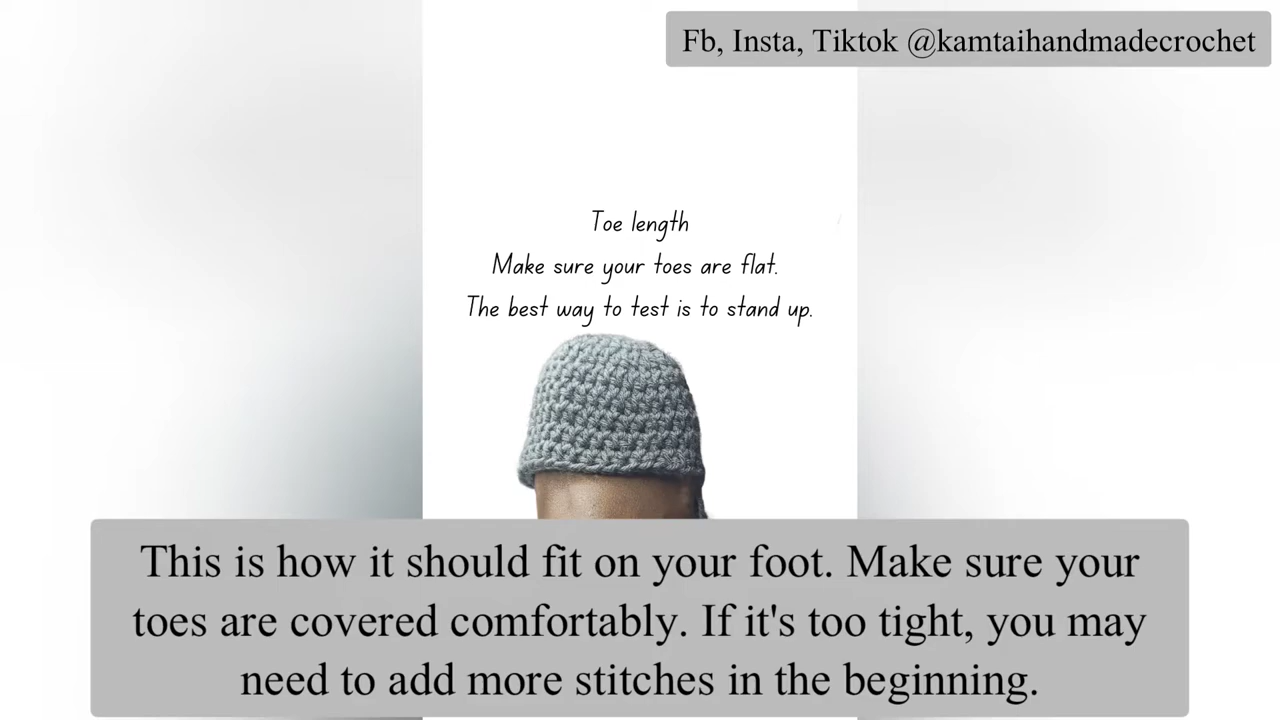 Fb, Insta, Tiktok @kamtaihandmadecrochet
Toe length
Make sure your toes are flat.
The best way to test is to stand up.
This is how it should fit on your foot. Make sure your
toes are covered comfortably. If it's too tight, you may
need to add more stitches in the beginning.